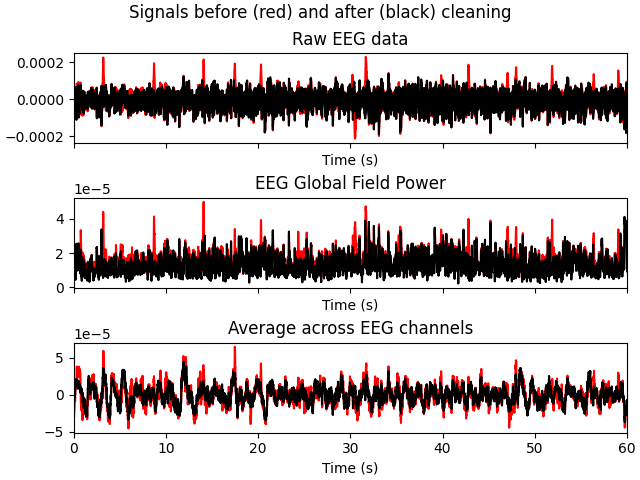 Signals before (red) and after (black) cleaning
Raw EEG data
0.0002
0.0000
−0.0002
Time (s)
1e−5
EEG Global Field Power
4
2
0
Time (s)
1e−5
Average across EEG channels
5
0
−5
0 10 20 30 40 50 60
Time (s)